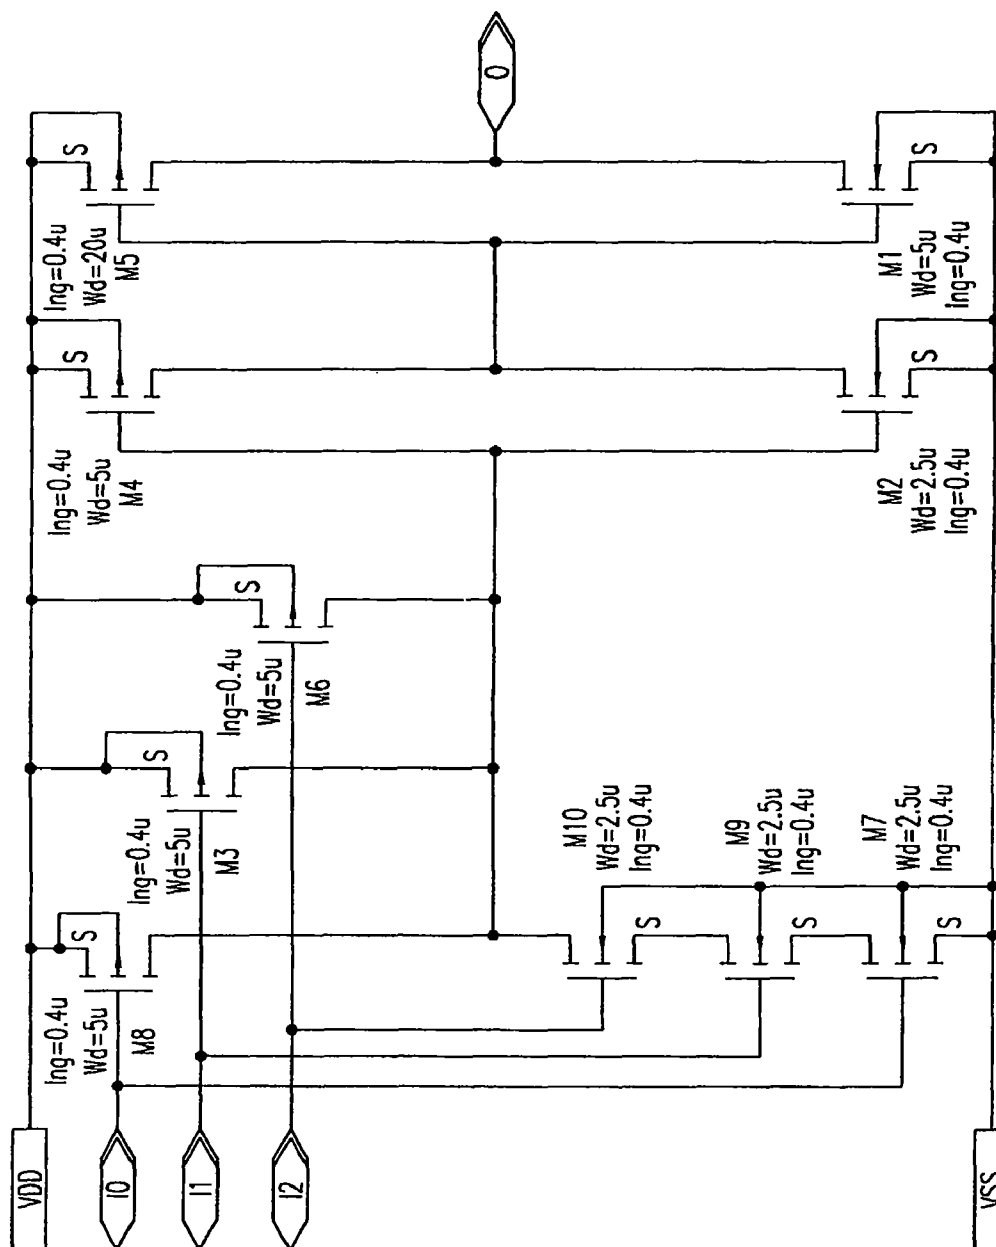 VDD
I0
I1
I2
VSS
lng=0.4u
Wd=5u
M8
S
lng=0.4u
Wd=5u
M3
S
lng=0.4u
Wd=5u
M6
S
M10
Wd=2.5u
lng=0.4u
S
M9
Wd=2.5u
lng=0.4u
S
M7
Wd=2.5u
lng=0.4u
S
lng=0.4u
Wd=5u
M4
S
M2
Wd=2.5u
lng=0.4u
S
lng=0.4u
Wd=20u
M5
S
M1
Wd=5u
lng=0.4u
S
O